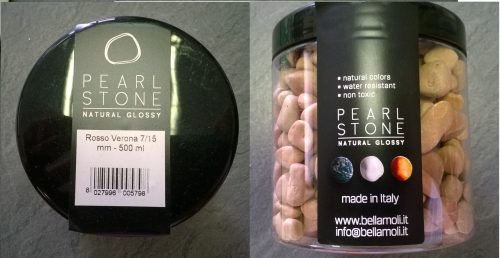 PEARL
STONE
NATURAL GLOSSY
Rosso Verona 7/15
mm - 500 ml
8 027996 005798
• natural colors
• water resistant
• non toxic
PEARL
STONE
NATURAL GLOSSY
made in Italy
www.bellamoli.it
info@bellamoli.it